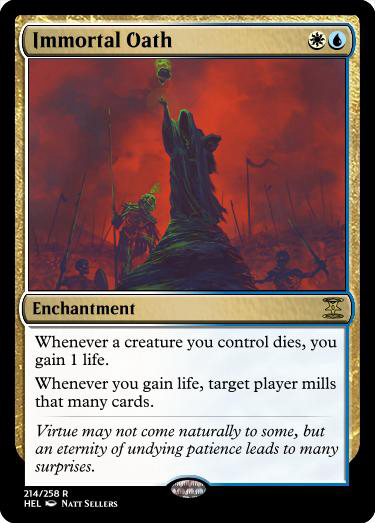 Immortal Oath
Enchantment
Whenever a creature you control dies, you
gain 1 life.
Whenever you gain life, target player mills
that many cards.
Virtue may not come naturally to some, but
an eternity of undying patience leads to many
surprises.
214/258 R
HEL Natt Sellers